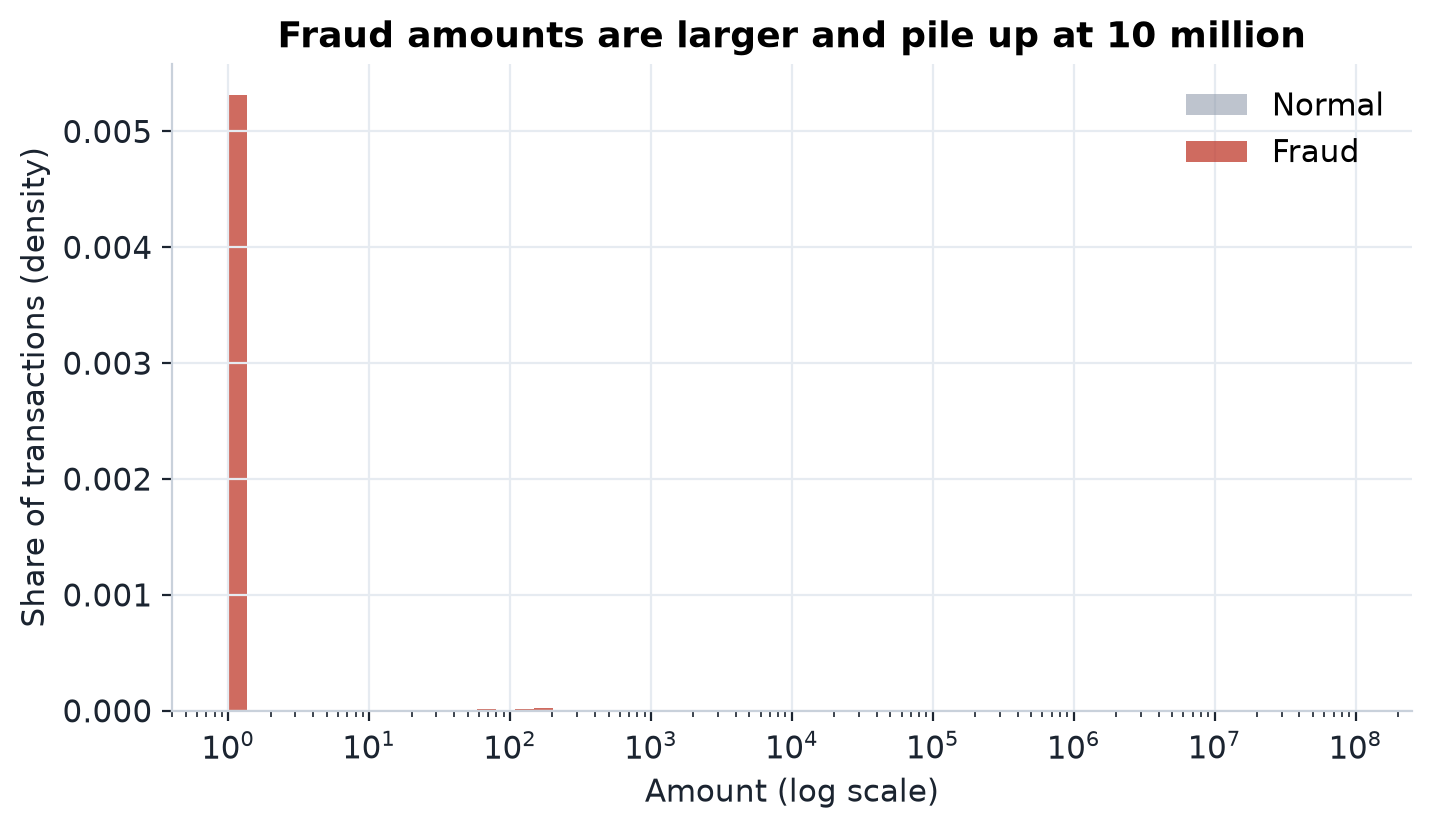 Fraud amounts are larger and pile up at 10 million
Normal
Fraud
Share of transactions (density)
0.005
0.004
0.003
0.002
0.001
0.000
10⁰ 10¹ 10² 10³ 10⁴ 10⁵ 10⁶ 10⁷ 10⁸
Amount (log scale)